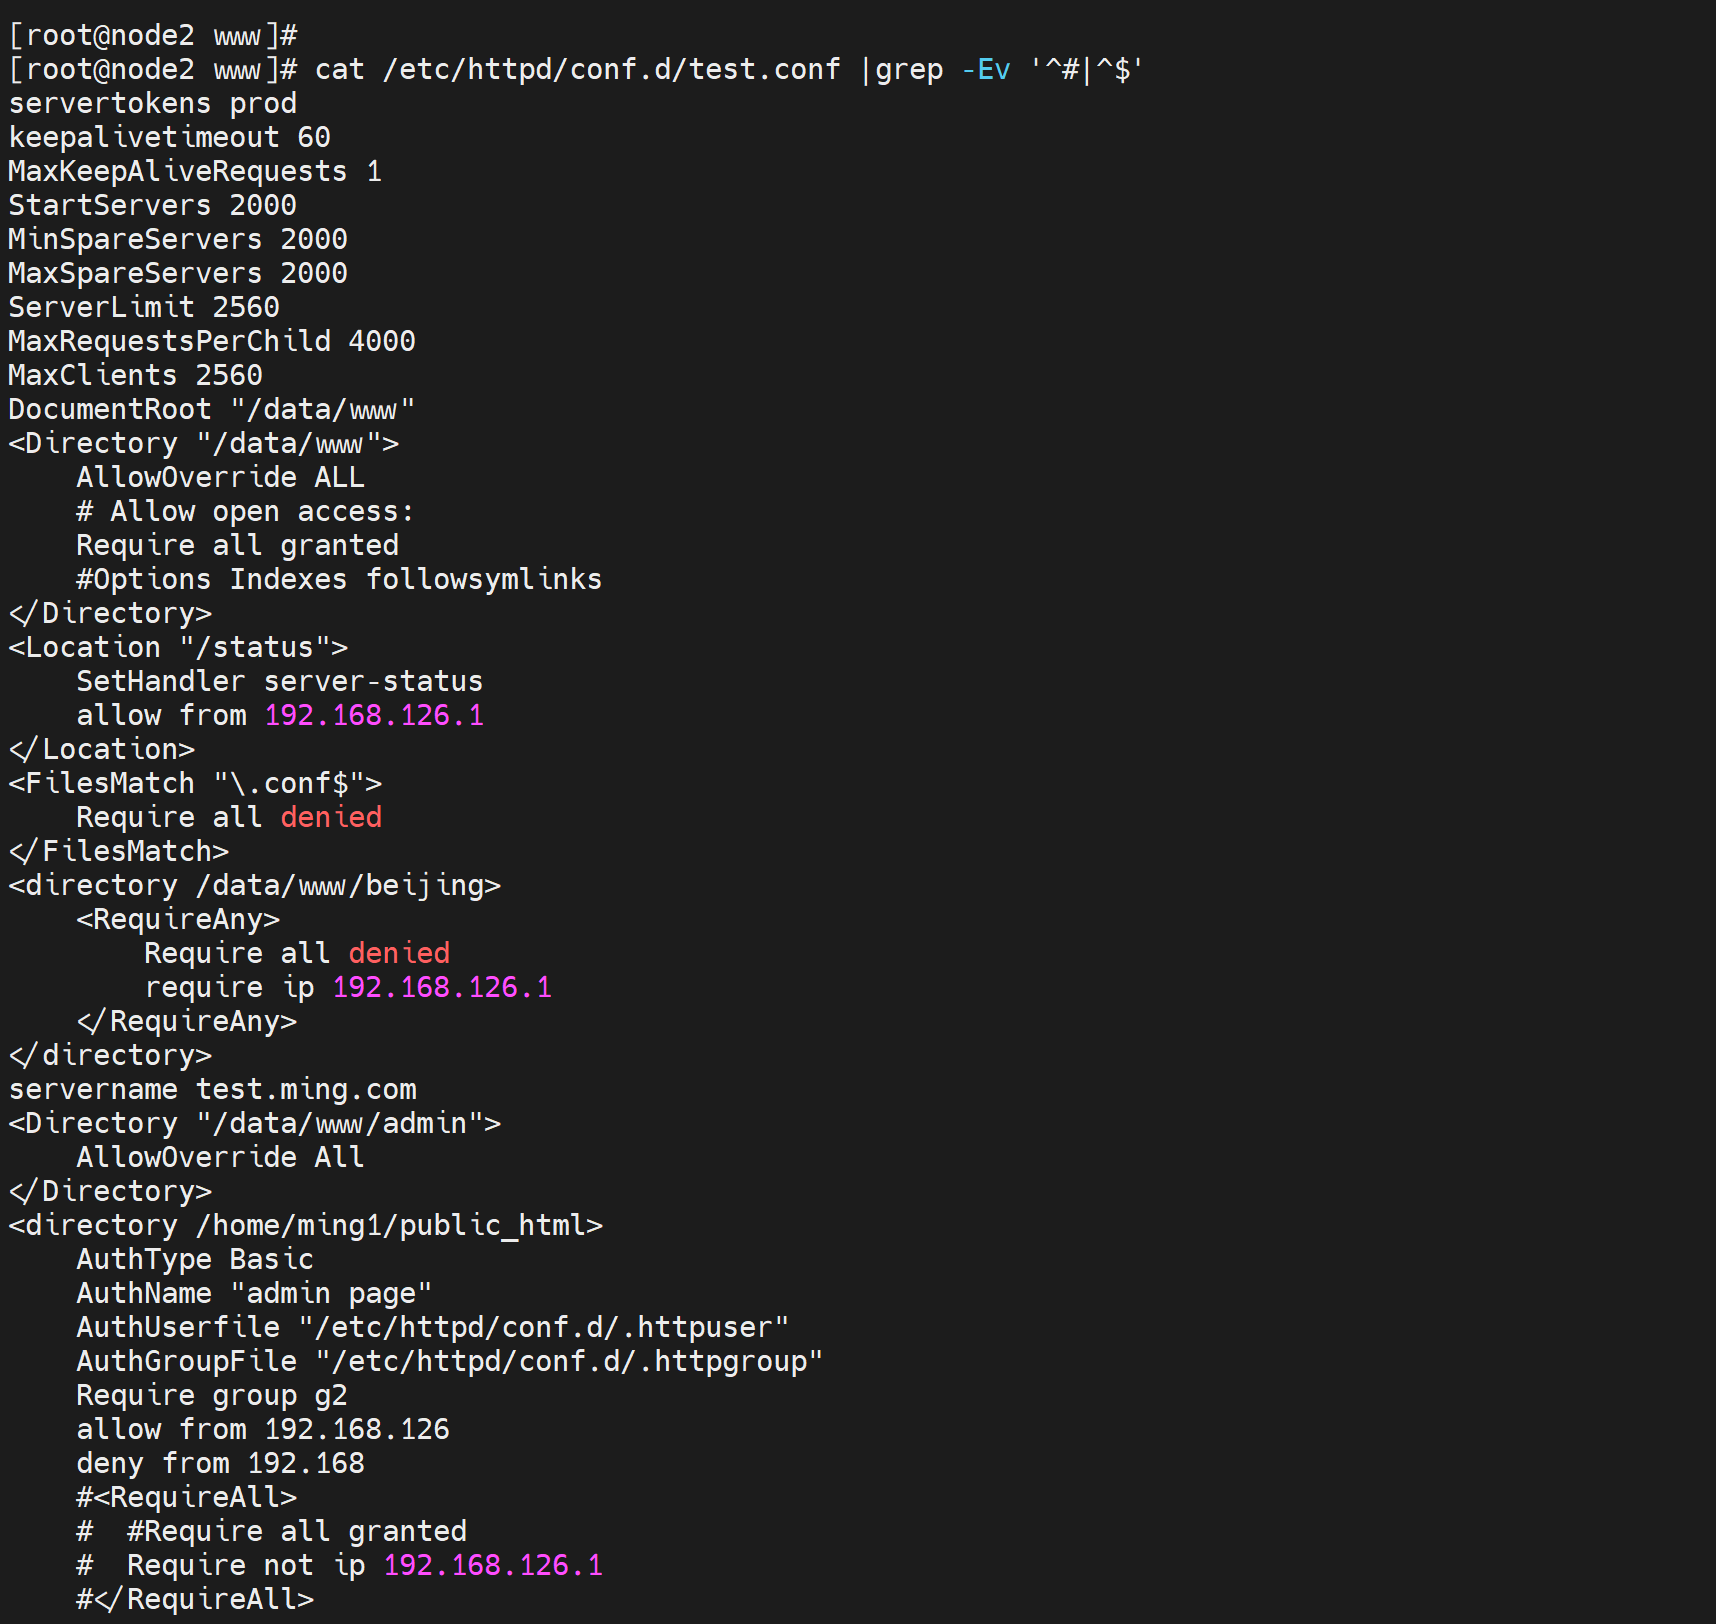 [root@node2 www]#
[root@node2 www]# cat /etc/httpd/conf.d/test.conf |grep -Ev '^#|^$'
servertokens prod
keepalivetimeout 60
MaxKeepAliveRequests 1
StartServers 2000
MinSpareServers 2000
MaxSpareServers 2000
ServerLimit 2560
MaxRequestsPerChild 4000
MaxClients 2560
DocumentRoot "/data/www"
<Directory "/data/www">
    AllowOverride ALL
    # Allow open access:
    Require all granted
    #Options Indexes followsymlinks
</Directory>
<Location "/status">
    SetHandler server-status
    allow from 192.168.126.1
</Location>
<FilesMatch "\.conf$">
    Require all denied
</FilesMatch>
<directory /data/www/beijing>
    <RequireAny>
        Require all denied
        require ip 192.168.126.1
    </RequireAny>
</directory>
servername test.ming.com
<Directory "/data/www/admin">
    AllowOverride All
</Directory>
<directory /home/ming1/public_html>
    AuthType Basic
    AuthName "admin page"
    AuthUserfile "/etc/httpd/conf.d/.httpuser"
    AuthGroupFile "/etc/httpd/conf.d/.httpgroup"
    Require group g2
    allow from 192.168.126
    deny from 192.168
    #<RequireAll>
    #  #Require all granted
    #  Require not ip 192.168.126.1
    #</RequireAll>